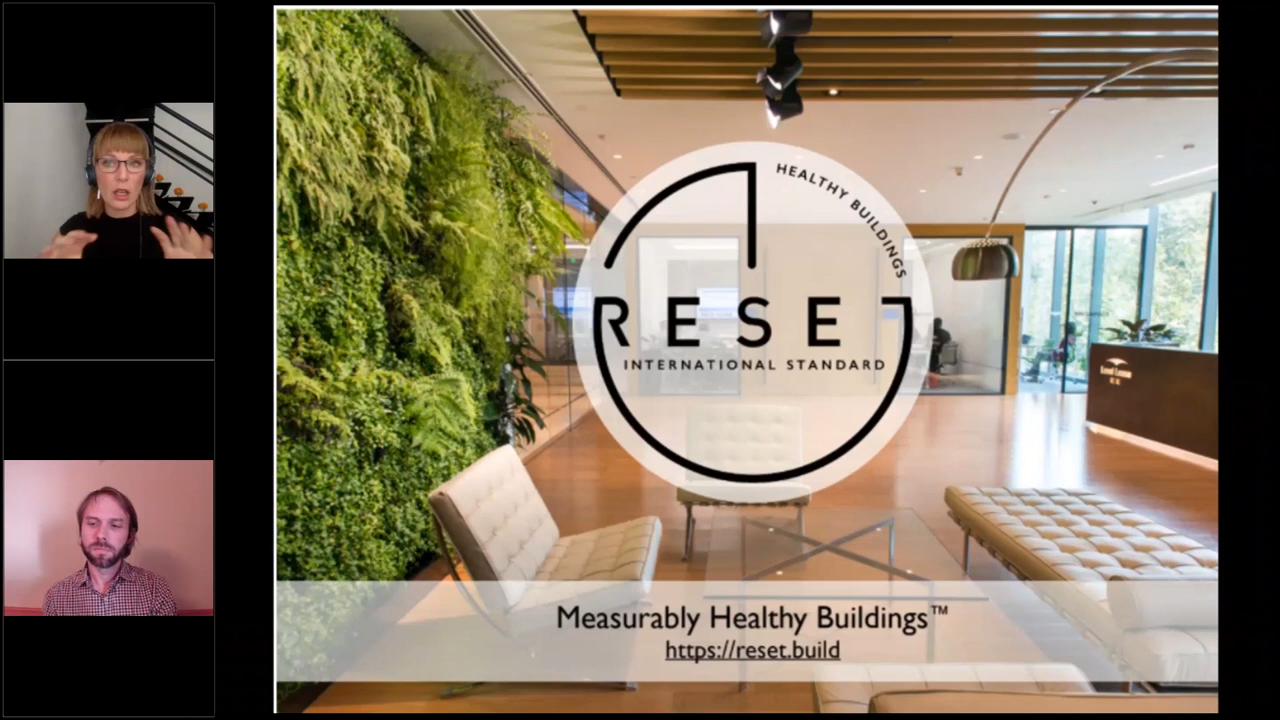 HEALTHY BUILDINGS
RESET
INTERNATIONAL STANDARD
Measurably Healthy Buildings™
https://reset.build